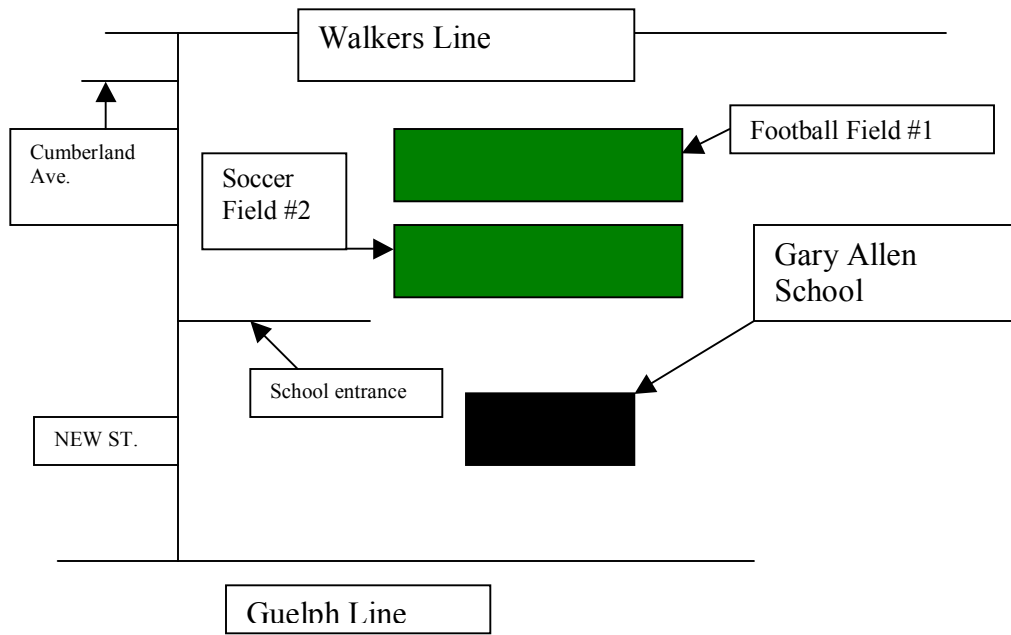 Walkers Line
Football Field #1
Cumberland
Ave.
Soccer
Field #2
Gary Allen
School
School entrance
NEW ST.
Guelph Line